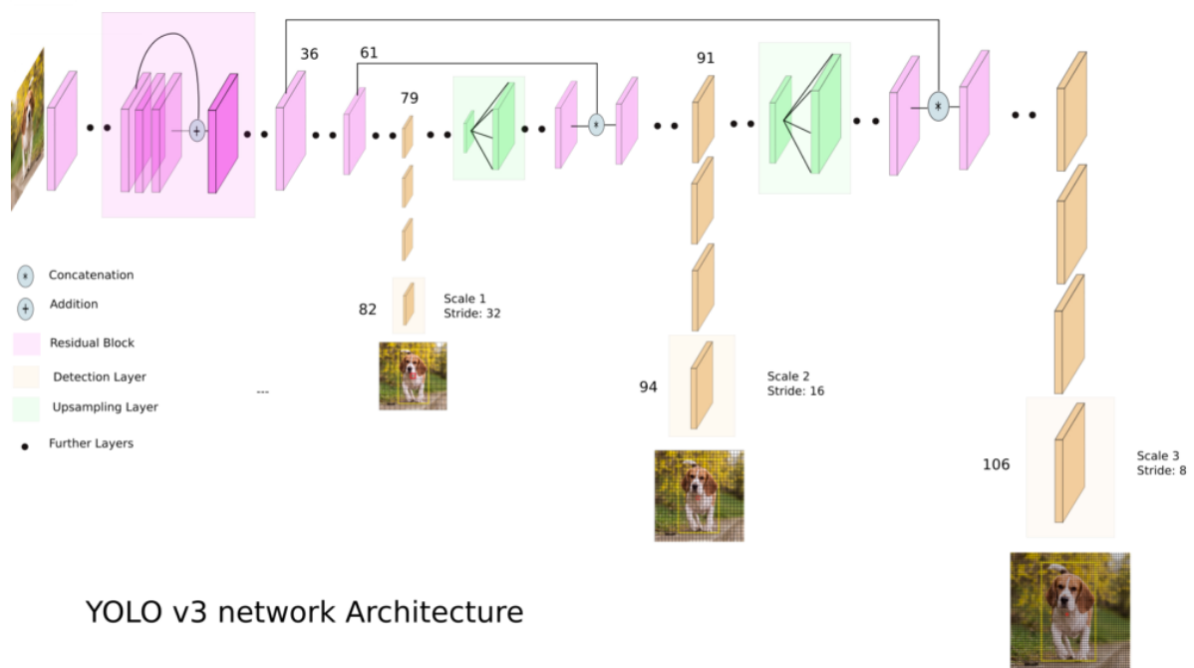 36
61
91
79
*
+
*
Concatenation
*
Addition
+
82
Scale 1
Stride: 32
Residual Block
Detection Layer
...
Upsampling Layer
94
Scale 2
Stride: 16
Further Layers
106
Scale 3
Stride: 8
YOLO v3 network Architecture